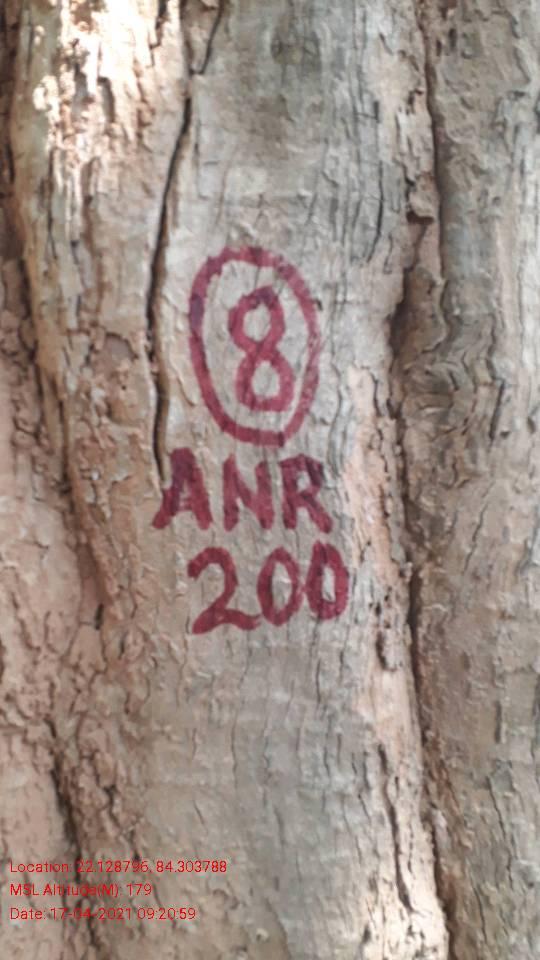 8
ANR
200
Location: 22.128796, 84.303788
MSL Altitude(M): 179
Date: 17-04-2021 09:20:59